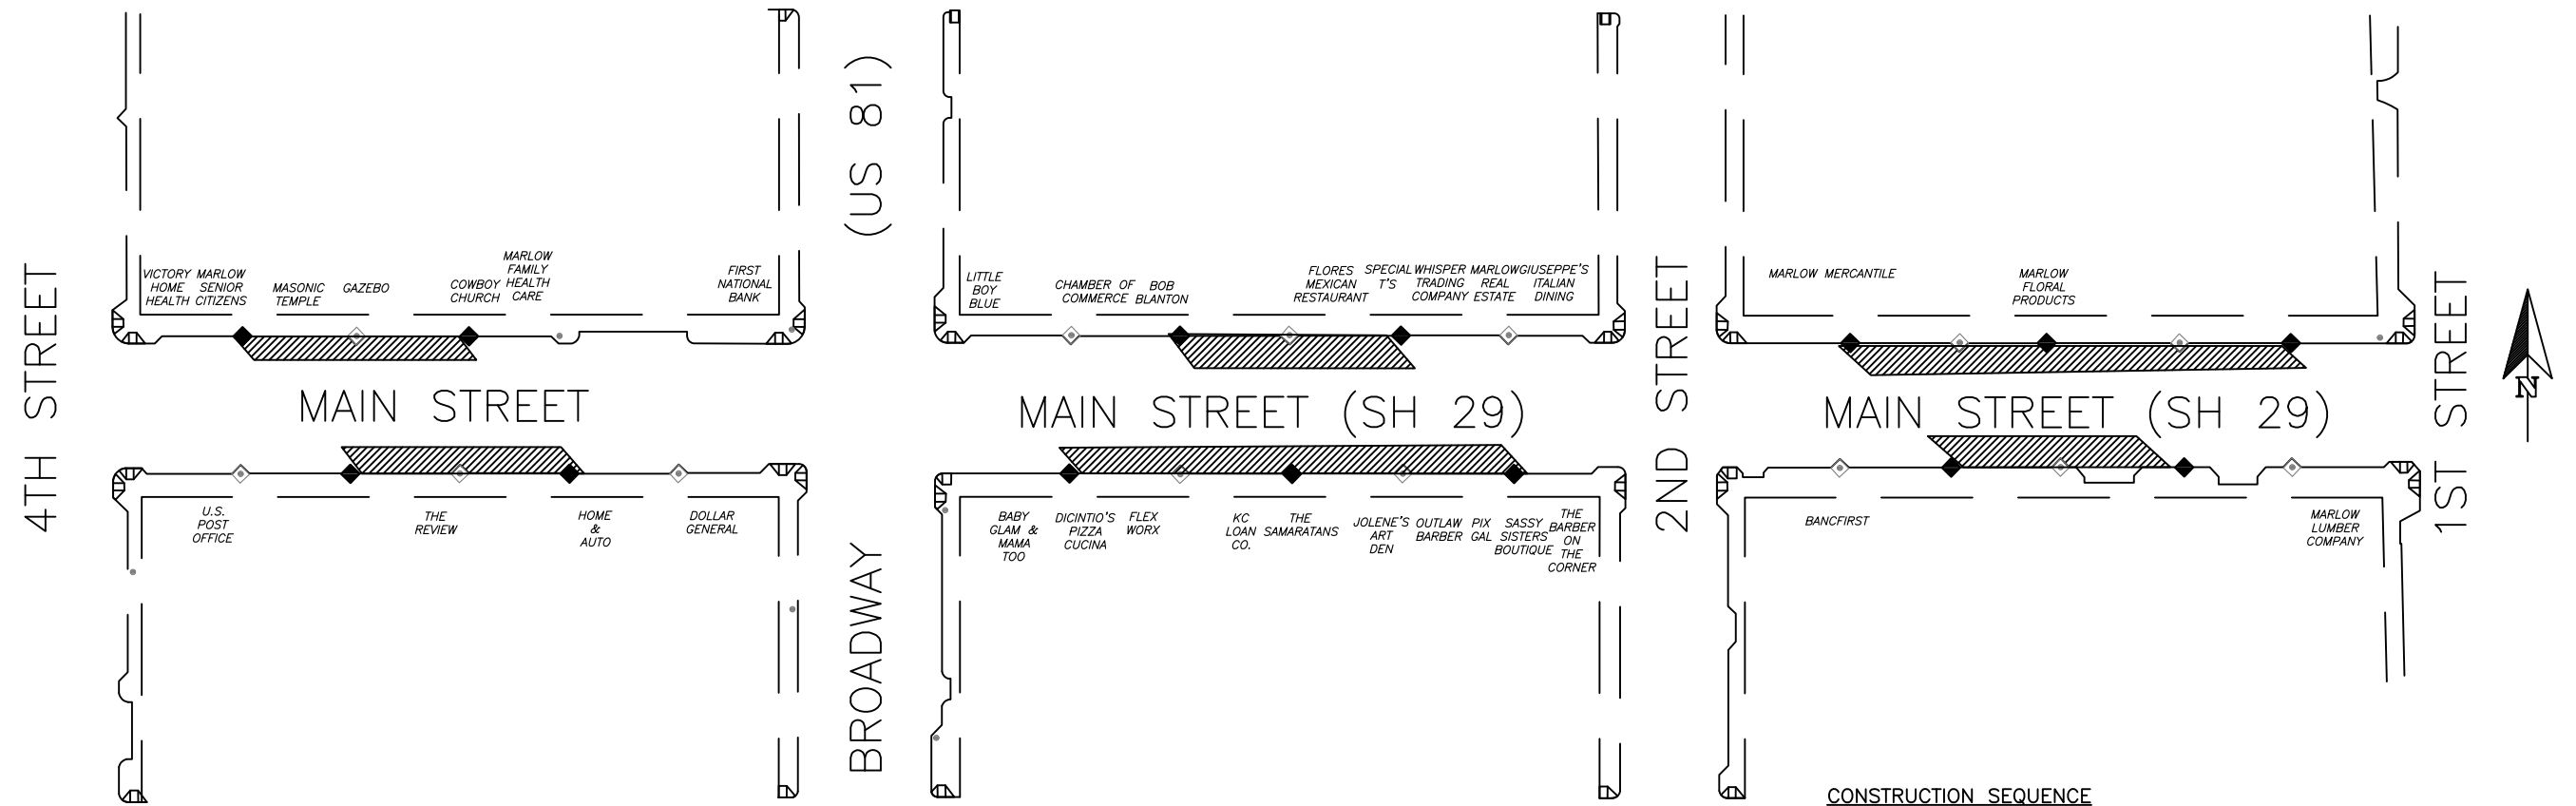 (US 81)
4TH STREET
VICTORY
HOME
HEALTH
MARLOW
SENIOR
CITIZENS
MASONIC
TEMPLE
GAZEBO
COWBOY
CHURCH
MARLOW
FAMILY
HEALTH
CARE
FIRST
NATIONAL
BANK
LITTLE
BOY
BLUE
CHAMBER OF
COMMERCE
BOB
BLANTON
FLORES
MEXICAN
RESTAURANT
SPECIAL
T'S
WHISPER
TRADING
COMPANY
MARLOW
REAL
ESTATE
GIUSEPPE'S
ITALIAN
DINING
2ND STREET
MARLOW MERCANTILE
MARLOW
FLORAL
PRODUCTS
1ST STREET
N
MAIN STREET
MAIN STREET (SH 29)
MAIN STREET (SH 29)
U.S.
POST
OFFICE
THE
REVIEW
HOME
&
AUTO
DOLLAR
GENERAL
BROADWAY
BABY
GLAM &
MAMA
TOO
DICINTIO'S
PIZZA
CUCINA
FLEX
WORX
KC
LOAN
CO.
THE
SAMARATANS
JOLENE'S
ART
DEN
OUTLAW
BARBER
PIX
GAL
SASSY
SISTERS
BOUTIQUE
THE
BARBER
ON
THE
CORNER
BANCFIRST
MARLOW
LUMBER
COMPANY
CONSTRUCTION SEQUENCE